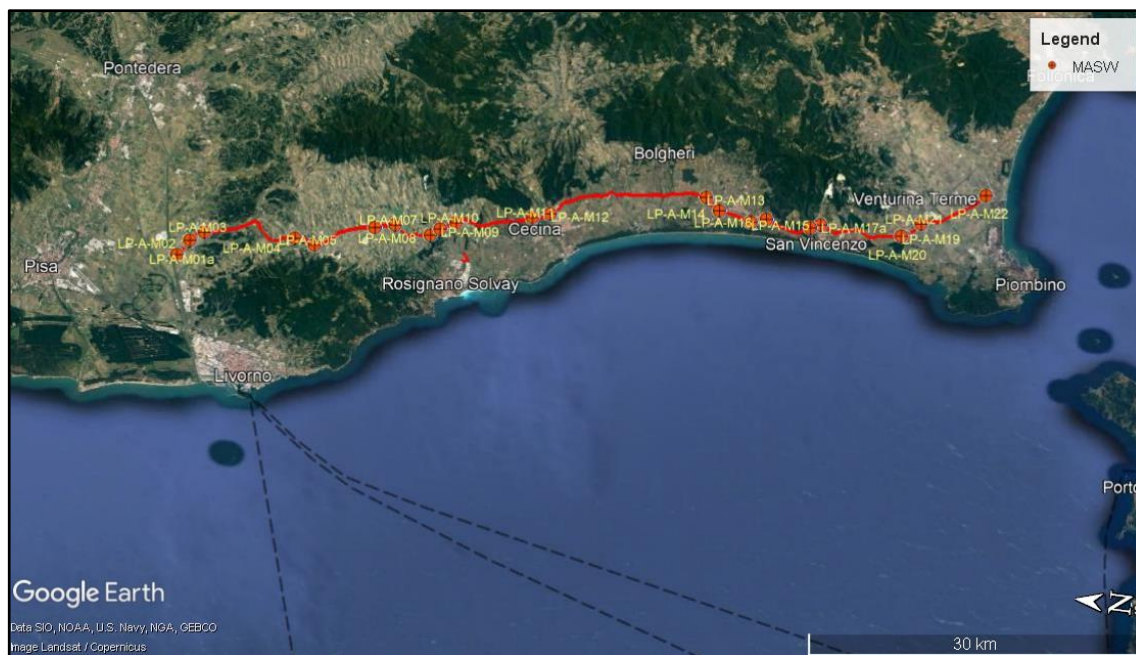 Legend
MASW
Pontedera
Follonica
Bolgheri
LP-A-M13
Venturina Terme
LP-A-M03
LP-A-M07
LP-A-M10
LP-A-M11
LP-A-M12
LP-A-M14
LP-A-M22
LP-A-M02
LP-A-M04
LP-A-M05
LP-A-M08
LP-A-M09
Cecina
LP-A-M15
LP-A-M17a
LP-A-M19
San Vincenzo
Pisa
LP-A-M01a
LP-A-M20
Rosignano Solvay
Piombino
Livorno
Porto
Google Earth
N
Data SIO, NOAA, U.S. Navy, NGA, GEBCO
Image Landsat / Copernicus
30 km